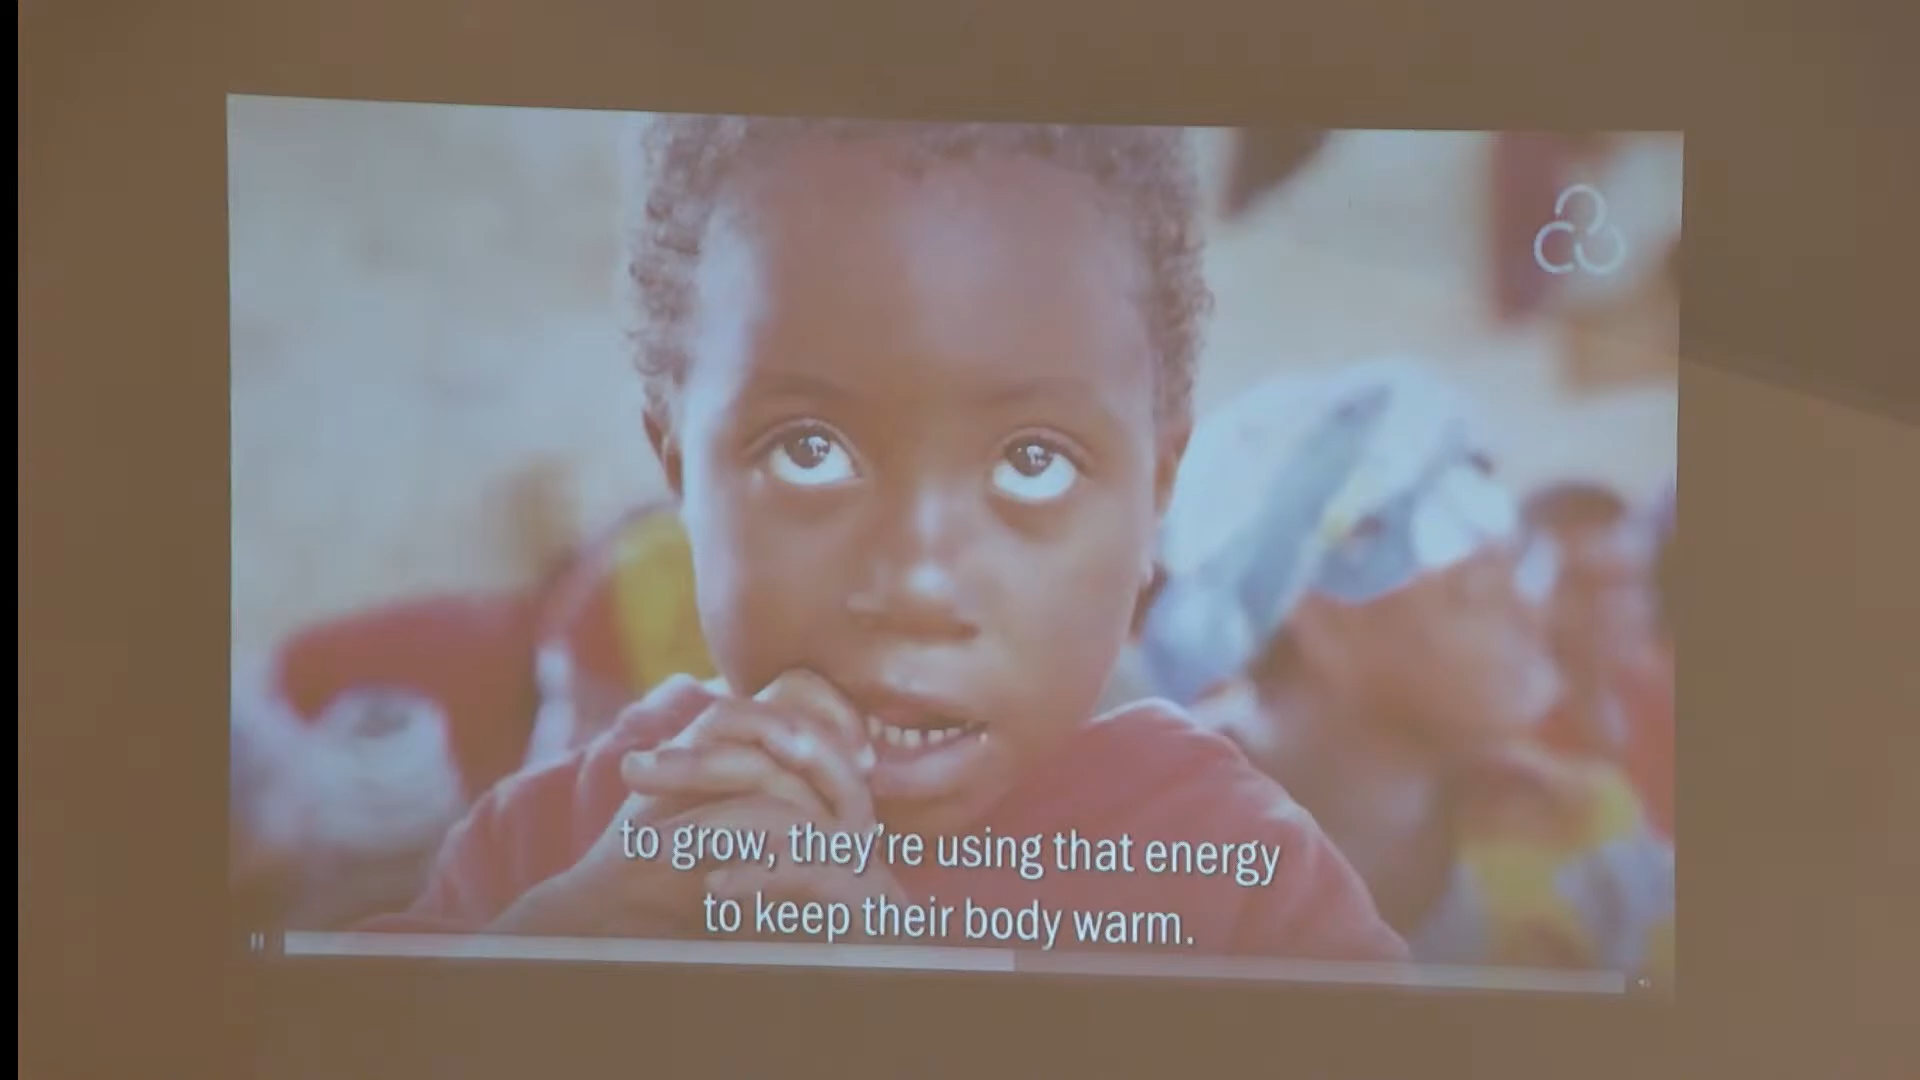 to grow, they're using that energy
to keep their body warm.